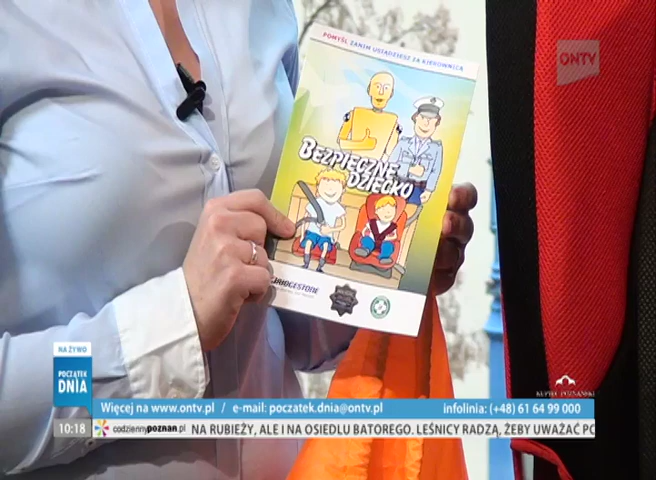 ONTV
POMYŚL ZANIM USIĄDZIESZ ZA KIEROWNICĄ
BEZPIECZNE
DZIECKO
BRIDGESTONE
NA ŻYWO
POCZĄTEK
DNIA
KUPIEC POZNAŃSKI
Więcej na www.ontv.pl / e-mail: poczatek.dnia@ontv.pl infolinia: (+48) 61 64 99 000
10:18 codziennypoznan.pl NA RUBIEŻY, ALE I NA OSIEDLU BATOREGO. LEŚNICY RADZĄ, ŻEBY UWAŻAĆ PO